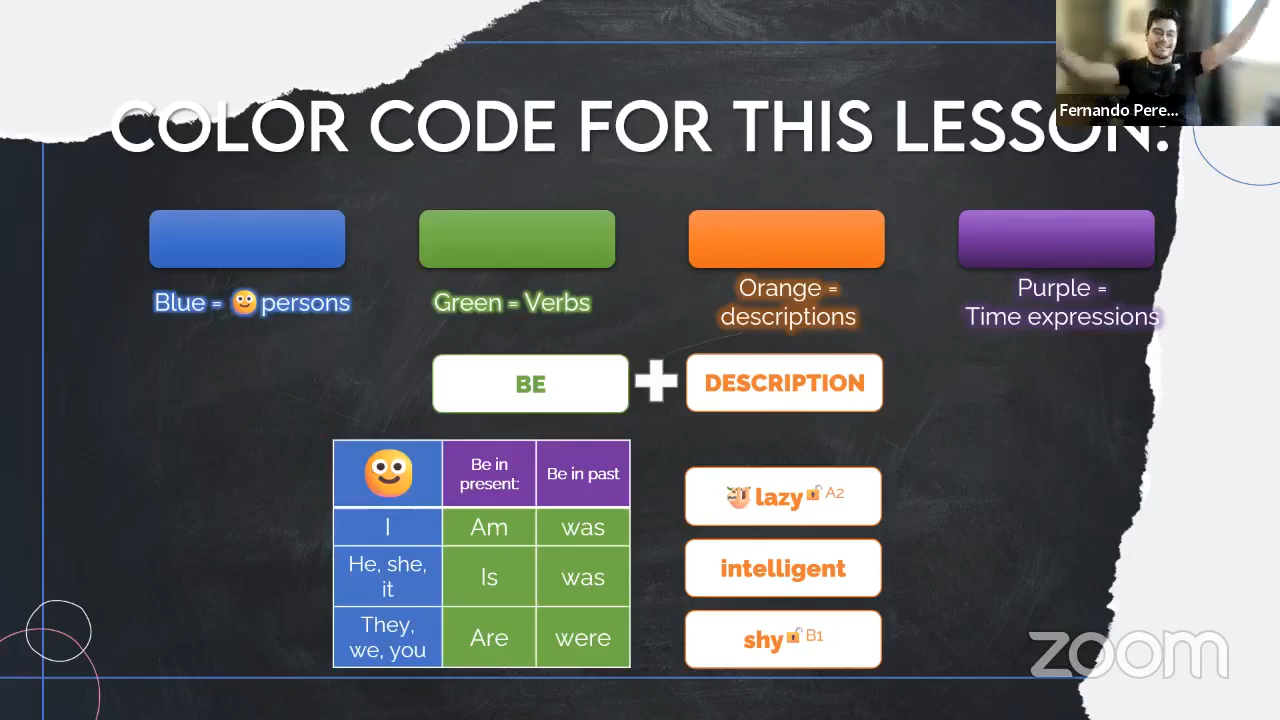 Fernando Pere...
COLOR CODE FOR THIS LESSON:
Blue = persons
Green = Verbs
Orange =
descriptions
Purple =
Time expressions
BE
DESCRIPTION
Be in
present:
Be in past
I
Am
was
He, she,
it
Is
was
They,
we, you
Are
were
lazy A2
intelligent
shy B1
zoom